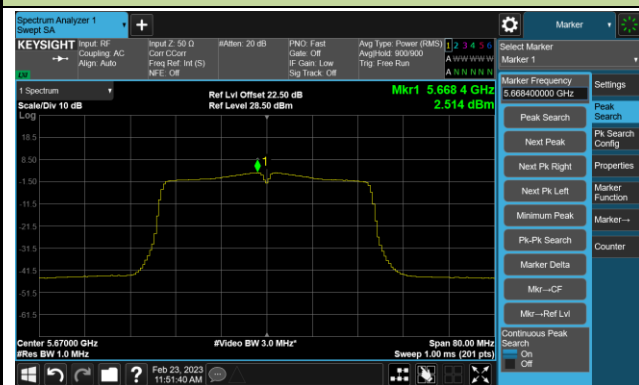 Spectrum Analyzer 1
Swept SA
Marker
KEYSIGHT
Input: RF
Coupling: AC
Align: Auto
Input Z: 50 Ω
Corr CCorr
Freq Ref: Int (S)
NFE: Off
#Atten: 20 dB
PNO: Fast
Gate: Off
IF Gain: Low
Sig Track: Off
Avg Type: Power (RMS)
Avg|Hold: 900/900
Trig: Free Run
1 2 3 4 5 6
A W W W W W
A N N N N N
Select Marker
Marker 1
LXI
1 Spectrum
Scale/Div 10 dB
Log
Ref Lvl Offset 22.50 dB
Ref Level 28.50 dBm
Mkr1 5.668 4 GHz
2.514 dBm
18.5
8.50
-1.50
-11.5
-21.5
-31.5
-41.5
-51.5
-61.5
1
Center 5.67000 GHz
#Res BW 1.0 MHz
#Video BW 3.0 MHz*
Span 80.00 MHz
Sweep 1.00 ms (201 pts)
Marker Frequency
5.668400000 GHz
Peak Search
Next Peak
Next Pk Right
Next Pk Left
Minimum Peak
Pk-Pk Search
Marker Delta
Mkr→CF
Mkr→Ref Lvl
Continuous Peak
Search
On
Off
Settings
Peak
Search
Pk Search
Config
Properties
Marker
Function
Marker→
Counter
?
Feb 23, 2023
11:51:40 AM